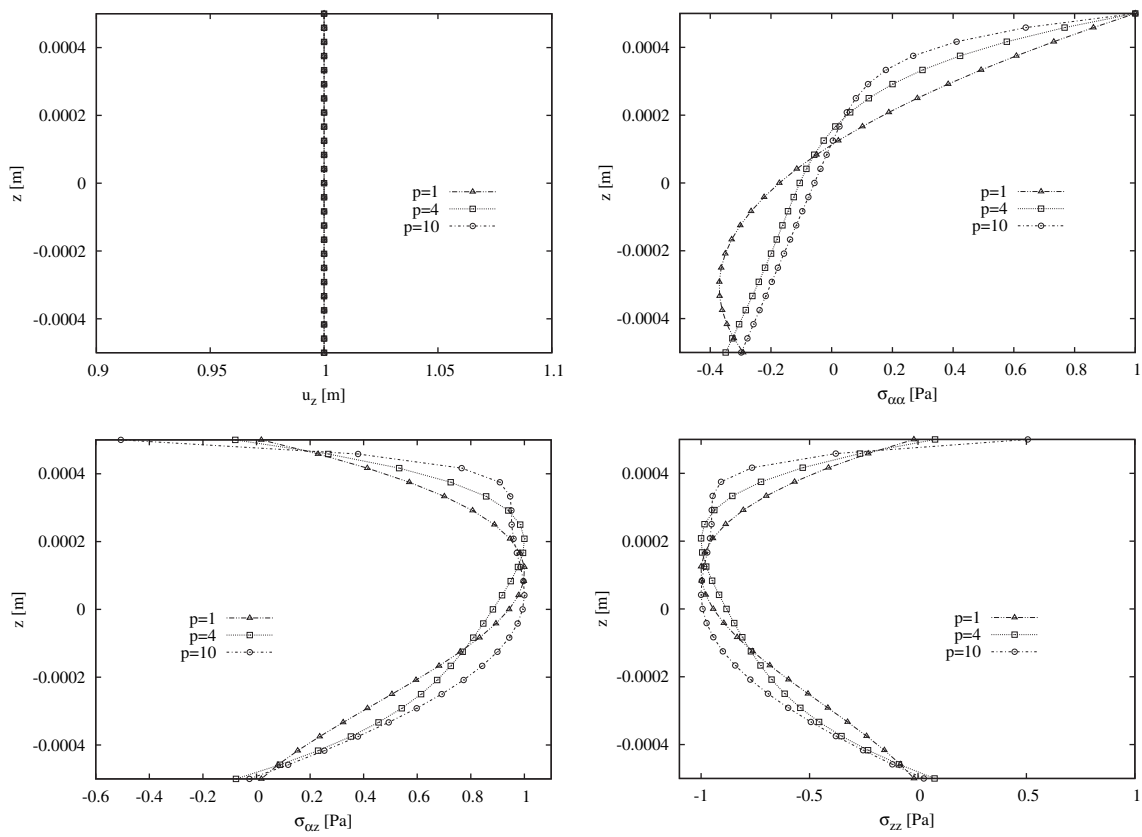 0.0004
0.0002
0
-0.0002
-0.0004
z [m]
p=1
p=4
p=10
0.9
0.95
1
1.05
1.1
u_z [m]
0.0004
0.0002
0
-0.0002
-0.0004
z [m]
p=1
p=4
p=10
-0.4
-0.2
0
0.2
0.4
0.6
0.8
1
σ_αα [Pa]
0.0004
0.0002
0
-0.0002
-0.0004
z [m]
p=1
p=4
p=10
-0.6
-0.4
-0.2
0
0.2
0.4
0.6
0.8
1
σ_αz [Pa]
0.0004
0.0002
0
-0.0002
-0.0004
z [m]
p=1
p=4
p=10
-1
-0.5
0
0.5
1
σ_zz [Pa]